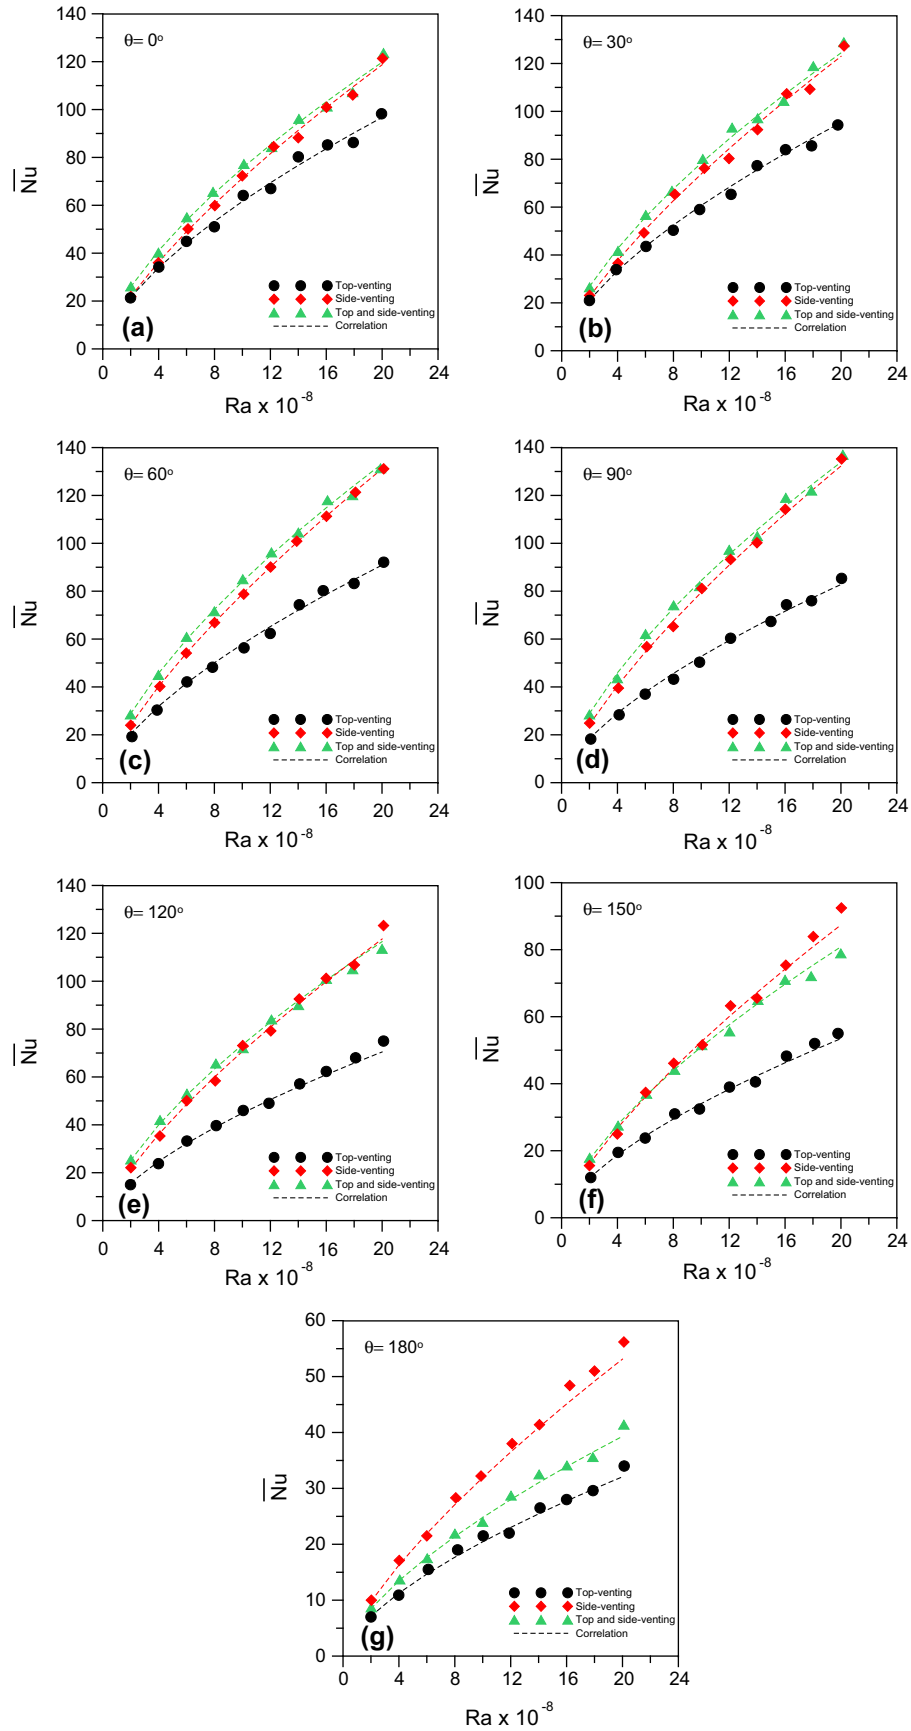 θ= 0º
140
120
100
80
60
40
20
0
Nu
Top-venting
Side-venting
Top and side-venting
Correlation
(a)
0 4 8 12 16 20 24
Ra x 10-8
θ= 30º
140
120
100
80
60
40
20
0
Nu
Top-venting
Side-venting
Top and side-venting
Correlation
(b)
0 4 8 12 16 20 24
Ra x 10-8
θ= 60º
140
120
100
80
60
40
20
0
Nu
Top-venting
Side-venting
Top and side-venting
Correlation
(c)
0 4 8 12 16 20 24
Ra x 10-8
θ= 90º
140
120
100
80
60
40
20
0
Nu
Top-venting
Side-venting
Top and side-venting
Correlation
(d)
0 4 8 12 16 20 24
Ra x 10-8
θ= 120º
140
120
100
80
60
40
20
0
Nu
Top-venting
Side-venting
Top and side-venting
Correlation
(e)
0 4 8 12 16 20 24
Ra x 10-8
θ= 150º
100
80
60
40
20
0
Nu
Top-venting
Side-venting
Top and side-venting
Correlation
(f)
0 4 8 12 16 20 24
Ra x 10-8
θ= 180º
60
50
40
30
20
10
0
Nu
Top-venting
Side-venting
Top and side-venting
Correlation
(g)
0 4 8 12 16 20 24
Ra x 10-8